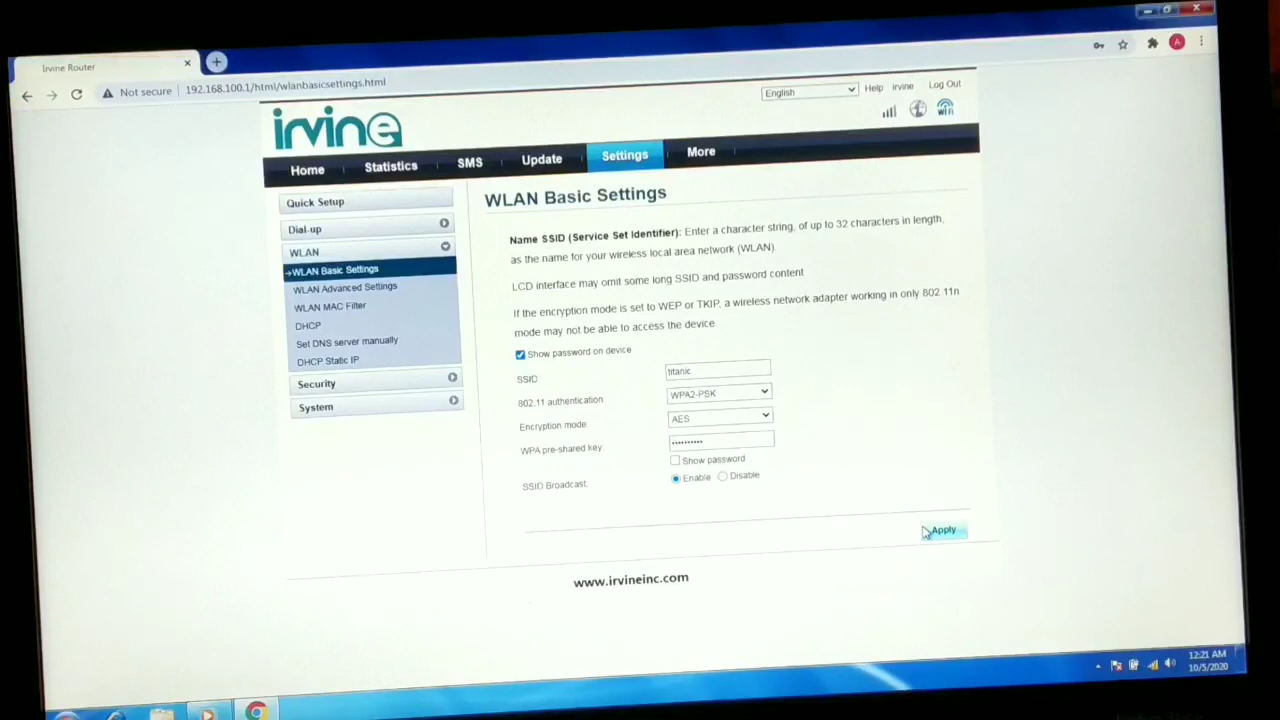 Irvine Router
Not secure
192.168.100.1/html/wlanbasicsettings.html
A
irvine
English
Help
irvine
Log Out
WiFi
Home
Statistics
SMS
Update
Settings
More
Quick Setup
Dial-up
WLAN
WLAN Basic Settings
WLAN Advanced Settings
WLAN MAC Filter
DHCP
Set DNS server manually
DHCP Static IP
Security
System
WLAN Basic Settings
Name SSID (Service Set Identifier): Enter a character string, of up to 32 characters in length,
as the name for your wireless local area network (WLAN).
LCD interface may omit some long SSID and password content
If the encryption mode is set to WEP or TKIP, a wireless network adapter working in only 802.11n
mode may not be able to access the device
Show password on device
SSID
titanic
802.11 authentication
WPA2-PSK
Encryption mode:
AES
WPA pre-shared key:
••••••••••
Show password
SSID Broadcast:
Enable
Disable
Apply
www.irvineinc.com
12:21 AM
10/5/2020